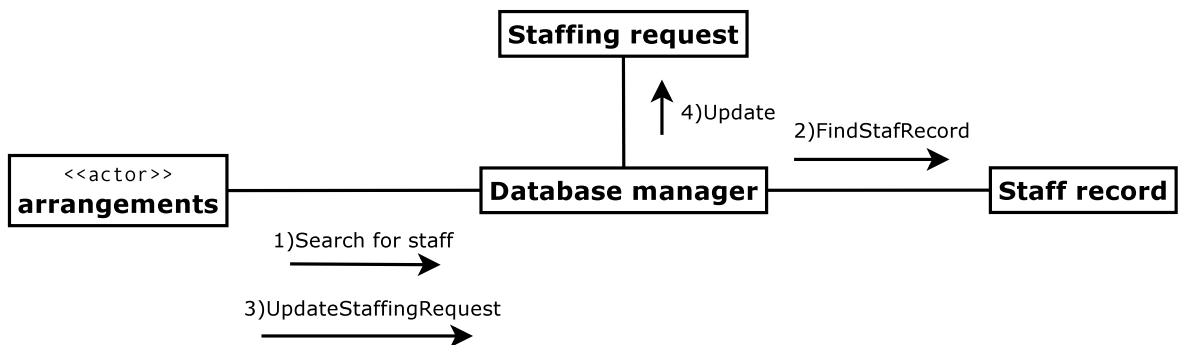 Staffing request
4)Update
2)FindStafRecord
<<actor>>
arrangements
Database manager
Staff record
1)Search for staff
3)UpdateStaffingRequest